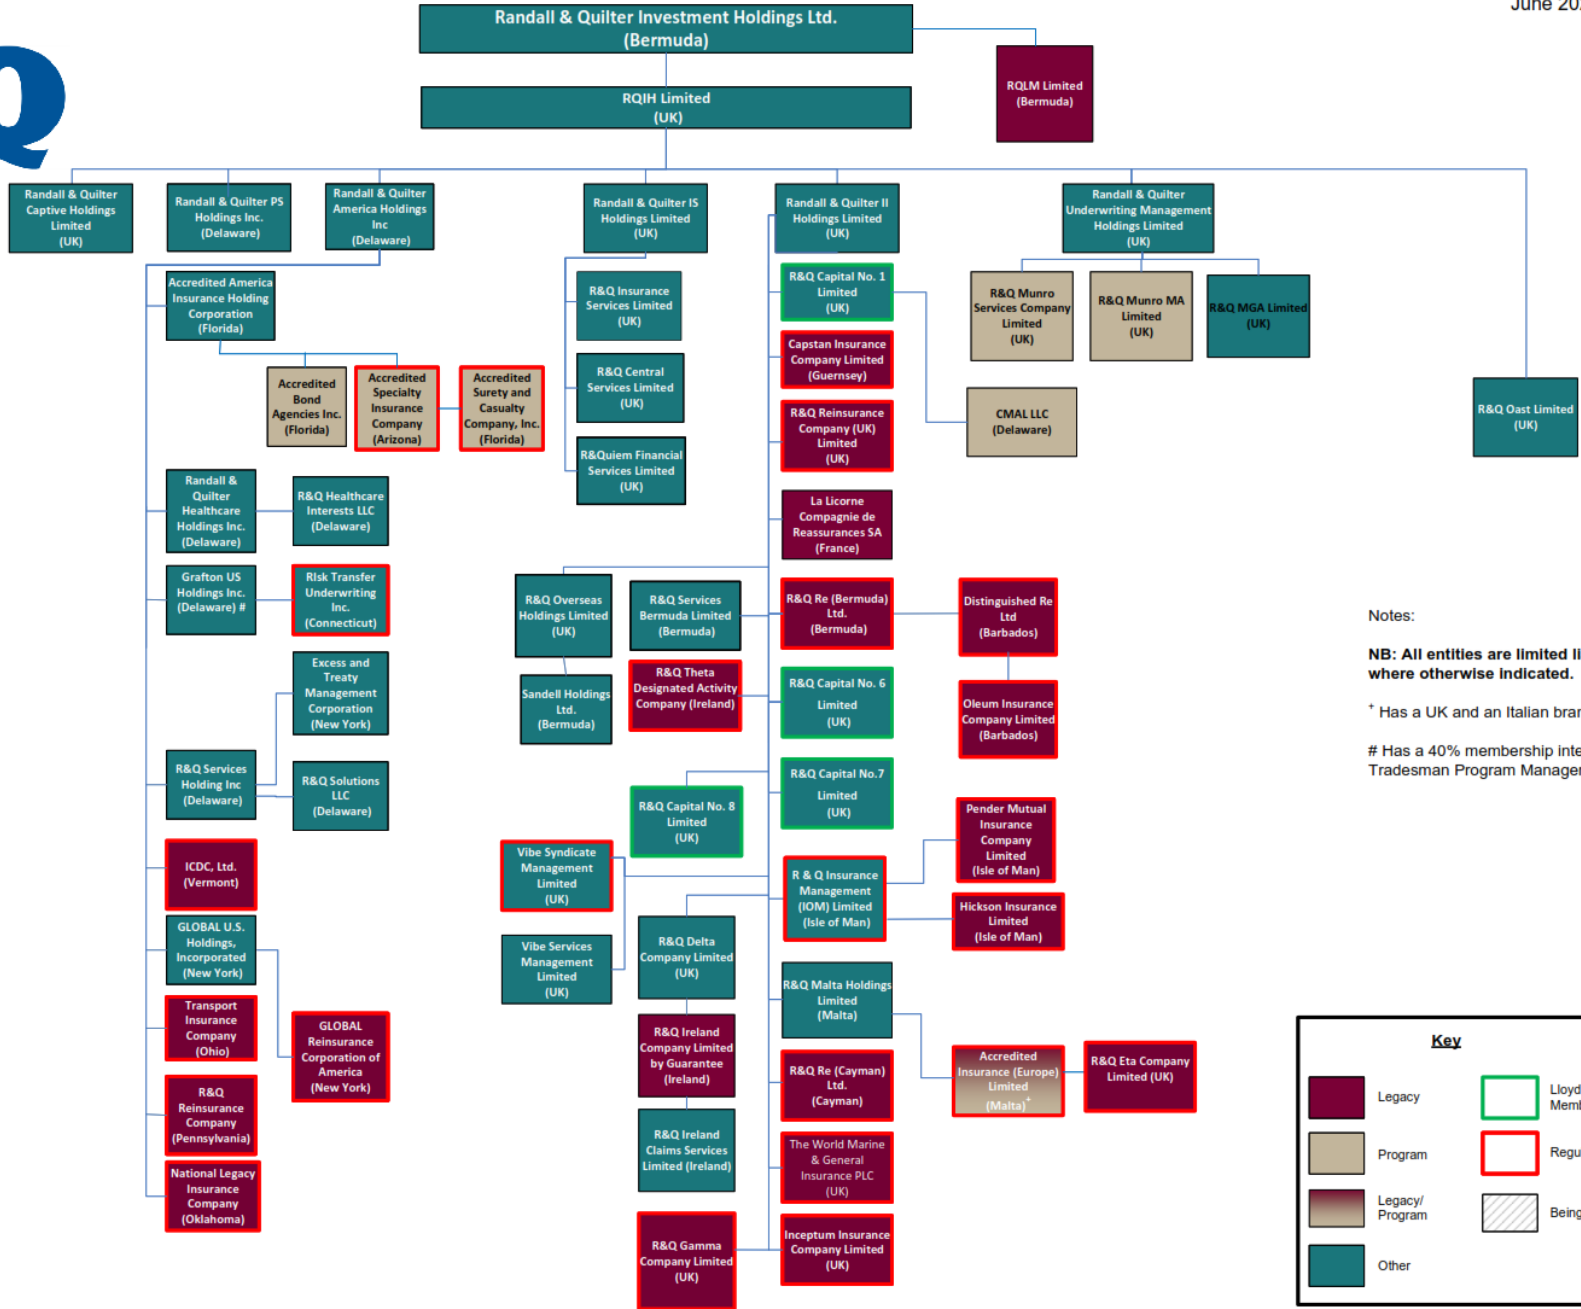 June 20
Randall & Quilter Investment Holdings Ltd.
(Bermuda)
RQLM Limited
(Bermuda)
RQIH Limited
(UK)
Q
Randall & Quilter
Captive Holdings
Limited
(UK)
Randall & Quilter PS
Holdings Inc.
(Delaware)
Randall & Quilter
America Holdings
Inc
(Delaware)
Randall & Quilter IS
Holdings Limited
(UK)
Randall & Quilter II
Holdings Limited
(UK)
Randall & Quilter
Underwriting Management
Holdings Limited
(UK)
R&Q Oast Limited
(UK)
Accredited America
Insurance Holding
Corporation
(Florida)
Accredited
Bond
Agencies Inc.
(Florida)
Accredited
Specialty
Insurance
Company
(Arizona)
Accredited
Surety and
Casualty
Company, Inc.
(Florida)
Randall &
Quilter
Healthcare
Holdings Inc.
(Delaware)
R&Q Healthcare
Interests LLC
(Delaware)
Grafton US
Holdings Inc.
(Delaware) #
RIsk Transfer
Underwriting
Inc.
(Connecticut)
Excess and
Treaty
Management
Corporation
(New York)
R&Q Services
Holding Inc
(Delaware)
R&Q Solutions
LLC
(Delaware)
ICDC, Ltd.
(Vermont)
GLOBAL U.S.
Holdings,
Incorporated
(New York)
Transport
Insurance
Company
(Ohio)
GLOBAL
Reinsurance
Corporation of
America
(New York)
R&Q
Reinsurance
Company
(Pennsylvania)
National Legacy
Insurance
Company
(Oklahoma)
R&Q Insurance
Services Limited
(UK)
R&Q Central
Services Limited
(UK)
R&Quiem Financial
Services Limited
(UK)
R&Q Capital No. 1
Limited
(UK)
Capstan Insurance
Company Limited
(Guernsey)
R&Q Reinsurance
Company (UK)
Limited
(UK)
La Licorne
Compagnie de
Reassurances SA
(France)
R&Q Overseas
Holdings Limited
(UK)
R&Q Services
Bermuda Limited
(Bermuda)
R&Q Re (Bermuda)
Ltd.
(Bermuda)
Distinguished Re
Ltd
(Barbados)
Sandell Holdings
Ltd.
(Bermuda)
R&Q Theta
Designated Activity
Company (Ireland)
R&Q Capital No. 6
Limited
(UK)
Oleum Insurance
Company Limited
(Barbados)
R&Q Capital No. 8
Limited
(UK)
R&Q Capital No.7
Limited
(UK)
Vibe Syndicate
Management
Limited
(UK)
R & Q Insurance
Management
(IOM) Limited
(Isle of Man)
Pender Mutual
Insurance
Company
Limited
(Isle of Man)
Hickson Insurance
Limited
(Isle of Man)
Vibe Services
Management
Limited
(UK)
R&Q Delta
Company Limited
(UK)
R&Q Malta Holdings
Limited
(Malta)
R&Q Ireland
Company Limited
by Guarantee
(Ireland)
R&Q Re (Cayman)
Ltd.
(Cayman)
Accredited
Insurance (Europe)
Limited
(Malta)+
R&Q Eta Company
Limited (UK)
R&Q Ireland
Claims Services
Limited (Ireland)
The World Marine
& General
Insurance PLC
(UK)
R&Q Gamma
Company Limited
(UK)
Inceptum Insurance
Company Limited
(UK)
R&Q Munro
Services Company
Limited
(UK)
R&Q Munro MA
Limited
(UK)
R&Q MGA Limited
(UK)
CMAL LLC
(Delaware)
Notes:
NB: All entities are limited li
where otherwise indicated.
+ Has a UK and an Italian bran
# Has a 40% membership inte
Tradesman Program Manager
Key
Legacy
Program
Legacy/
Program
Other
Lloyd
Memb
Regu
Being